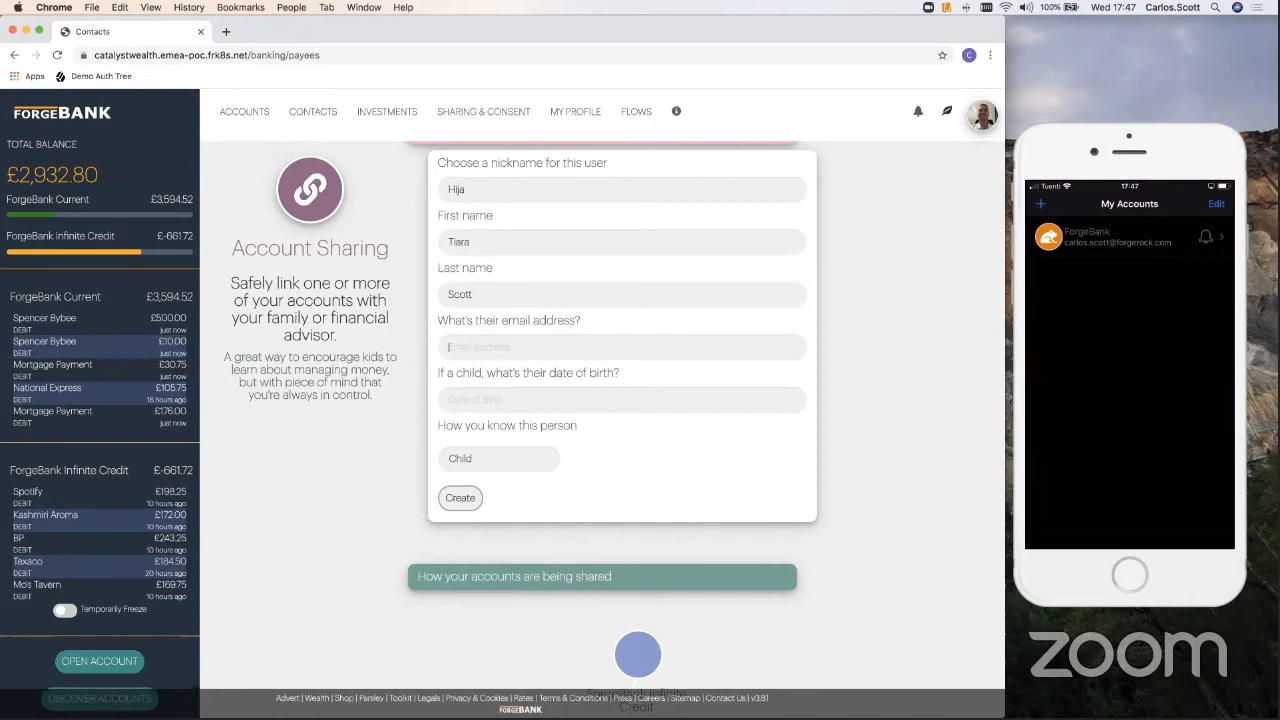 Chrome File Edit View History Bookmarks People Tab Window Help 100% Wed 17:47 Carlos.Scott
Contacts
catalystwealth.emea-poc.frk8s.net/banking/payees
Apps Demo Auth Tree
FORGEBANK
ACCOUNTS CONTACTS INVESTMENTS SHARING & CONSENT MY PROFILE FLOWS
TOTAL BALANCE
£2,932.80
ForgeBank Current £3,594.52
ForgeBank Infinite Credit £-661.72
ForgeBank Current £3,594.52
Spencer Bybee £500.00
DEBIT just now
Spencer Bybee £10.00
DEBIT just now
Mortgage Payment £30.75
DEBIT just now
National Express £105.75
DEBIT 16 hours ago
Mortgage Payment £176.00
DEBIT just now
ForgeBank Infinite Credit £-661.72
Spotify £198.25
DEBIT 10 hours ago
Kashmiri Aroma £172.00
DEBIT 10 hours ago
BP £243.25
DEBIT 10 hours ago
Texaco £184.50
DEBIT 20 hours ago
Mo's Tavern £169.75
DEBIT 10 hours ago
Temporarily Freeze
OPEN ACCOUNT
DISCOVER ACCOUNTS
Account Sharing
Safely link one or more
of your accounts with
your family or financial
advisor.
A great way to encourage kids to
learn about managing money,
but with piece of mind that
you're always in control.
Choose a nickname for this user
Hija
First name
Tiara
Last name
Scott
What's their email address?
Email address
If a child, what's their date of birth?
Date of Birth
How you know this person
Child
Create
How your accounts are being shared
ForgeBank Infinite
Credit
Advert | Wealth | Shop | Parsley | Toolkit | Legals | Privacy & Cookies | Rates | Terms & Conditions | Press | Careers | Sitemap | Contact Us | v3.8.1
FORGEBANK
Tuenti 17:47
My Accounts Edit
ForgeBank
carlos.scott@forgerock.com
zoom